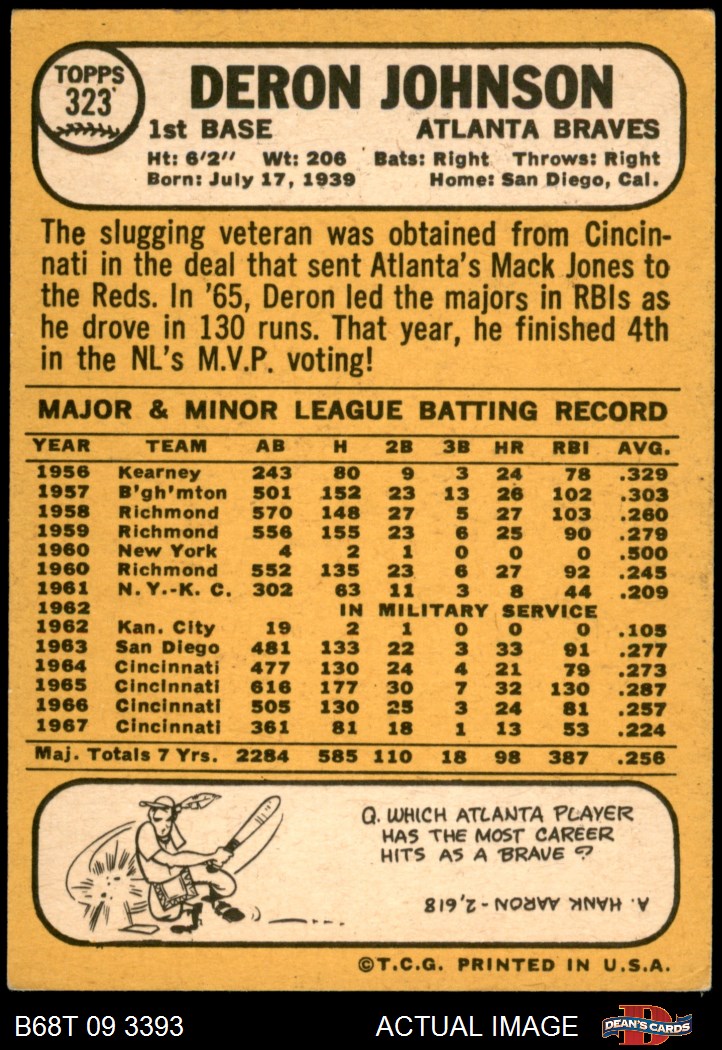 TOPPS
323
DERON JOHNSON
1st BASE ATLANTA BRAVES
Ht: 6'2" Wt: 206 Bats: Right Throws: Right
Born: July 17, 1939 Home: San Diego, Cal.
The slugging veteran was obtained from Cincin-
nati in the deal that sent Atlanta's Mack Jones to
the Reds. In '65, Deron led the majors in RBIs as
he drove in 130 runs. That year, he finished 4th
in the NL's M.V.P. voting!
MAJOR & MINOR LEAGUE BATTING RECORD
YEAR TEAM AB H 2B 3B HR RBI AVG.
1956 Kearney 243 80 9 3 24 78 .329
1957 B'gh'mton 501 152 23 13 26 102 .303
1958 Richmond 570 148 27 5 27 103 .260
1959 Richmond 556 155 23 6 25 90 .279
1960 New York 4 2 1 0 0 0 .500
1960 Richmond 552 135 23 6 27 92 .245
1961 N.Y.-K. C. 302 63 11 3 8 44 .209
1962 IN MILITARY SERVICE
1962 Kan. City 19 2 1 0 0 0 .105
1963 San Diego 481 133 22 3 33 91 .277
1964 Cincinnati 477 130 24 4 21 79 .273
1965 Cincinnati 616 177 30 7 32 130 .287
1966 Cincinnati 505 130 25 3 24 81 .257
1967 Cincinnati 361 81 18 1 13 53 .224
Maj. Totals 7 Yrs. 2284 585 110 18 98 387 .256
Q. WHICH ATLANTA PLAYER
HAS THE MOST CAREER
HITS AS A BRAVE?
A. HANK AARON-2,618
©T.C.G. PRINTED IN U.S.A.
B68T 09 3393 ACTUAL IMAGE
D
DEAN'S CARDS